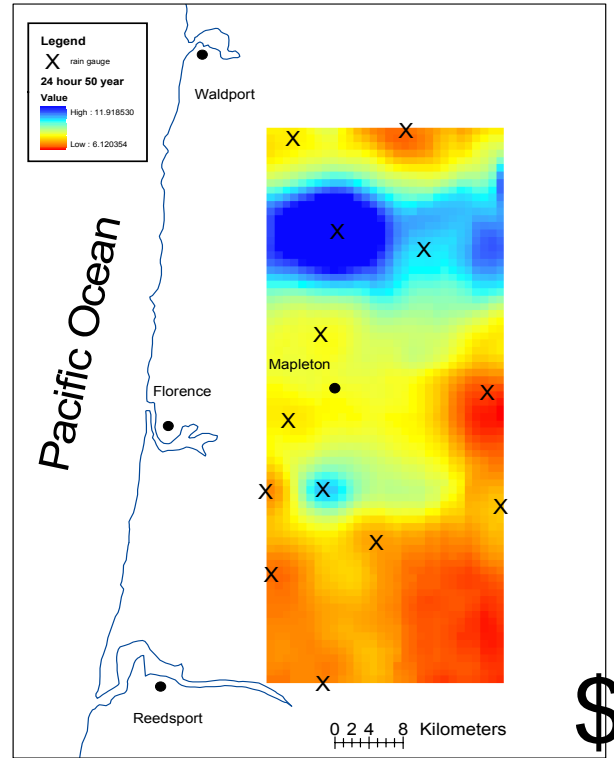 Legend
X rain gauge
24 hour 50 year
Value
High : 11.918530
Low : 6.120354
Waldport
X X
X
X
X
Mapleton
X
X
Florence
X X
X
X
X
X
Reedsport
Pacific Ocean
0 2 4 8 Kilometers
$